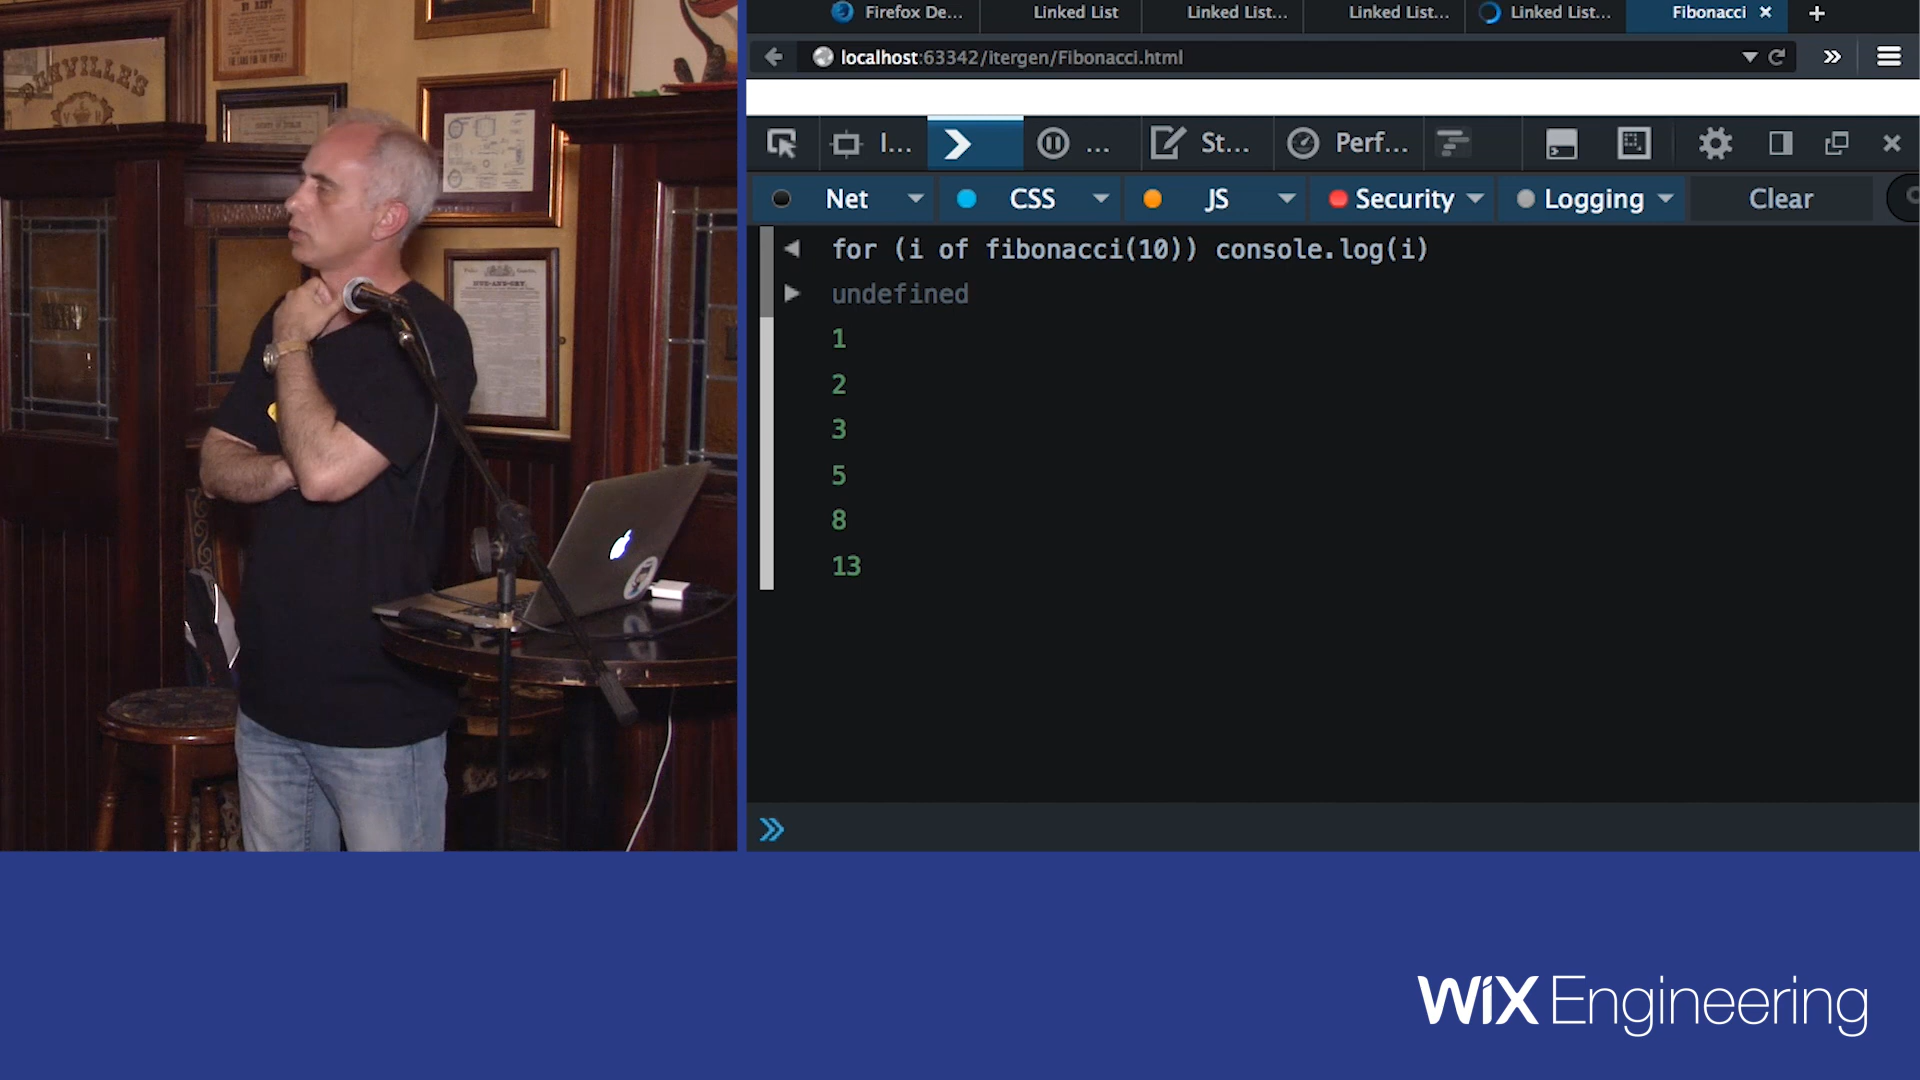 Firefox De...
Linked List
Linked List...
Linked List...
Linked List...
Fibonacci
localhost:63342/itergen/Fibonacci.html
I...
...
St...
Perf...
Net
CSS
JS
Security
Logging
Clear
for (i of fibonacci(10)) console.log(i)
undefined
1
2
3
5
8
13
WiX Engineering